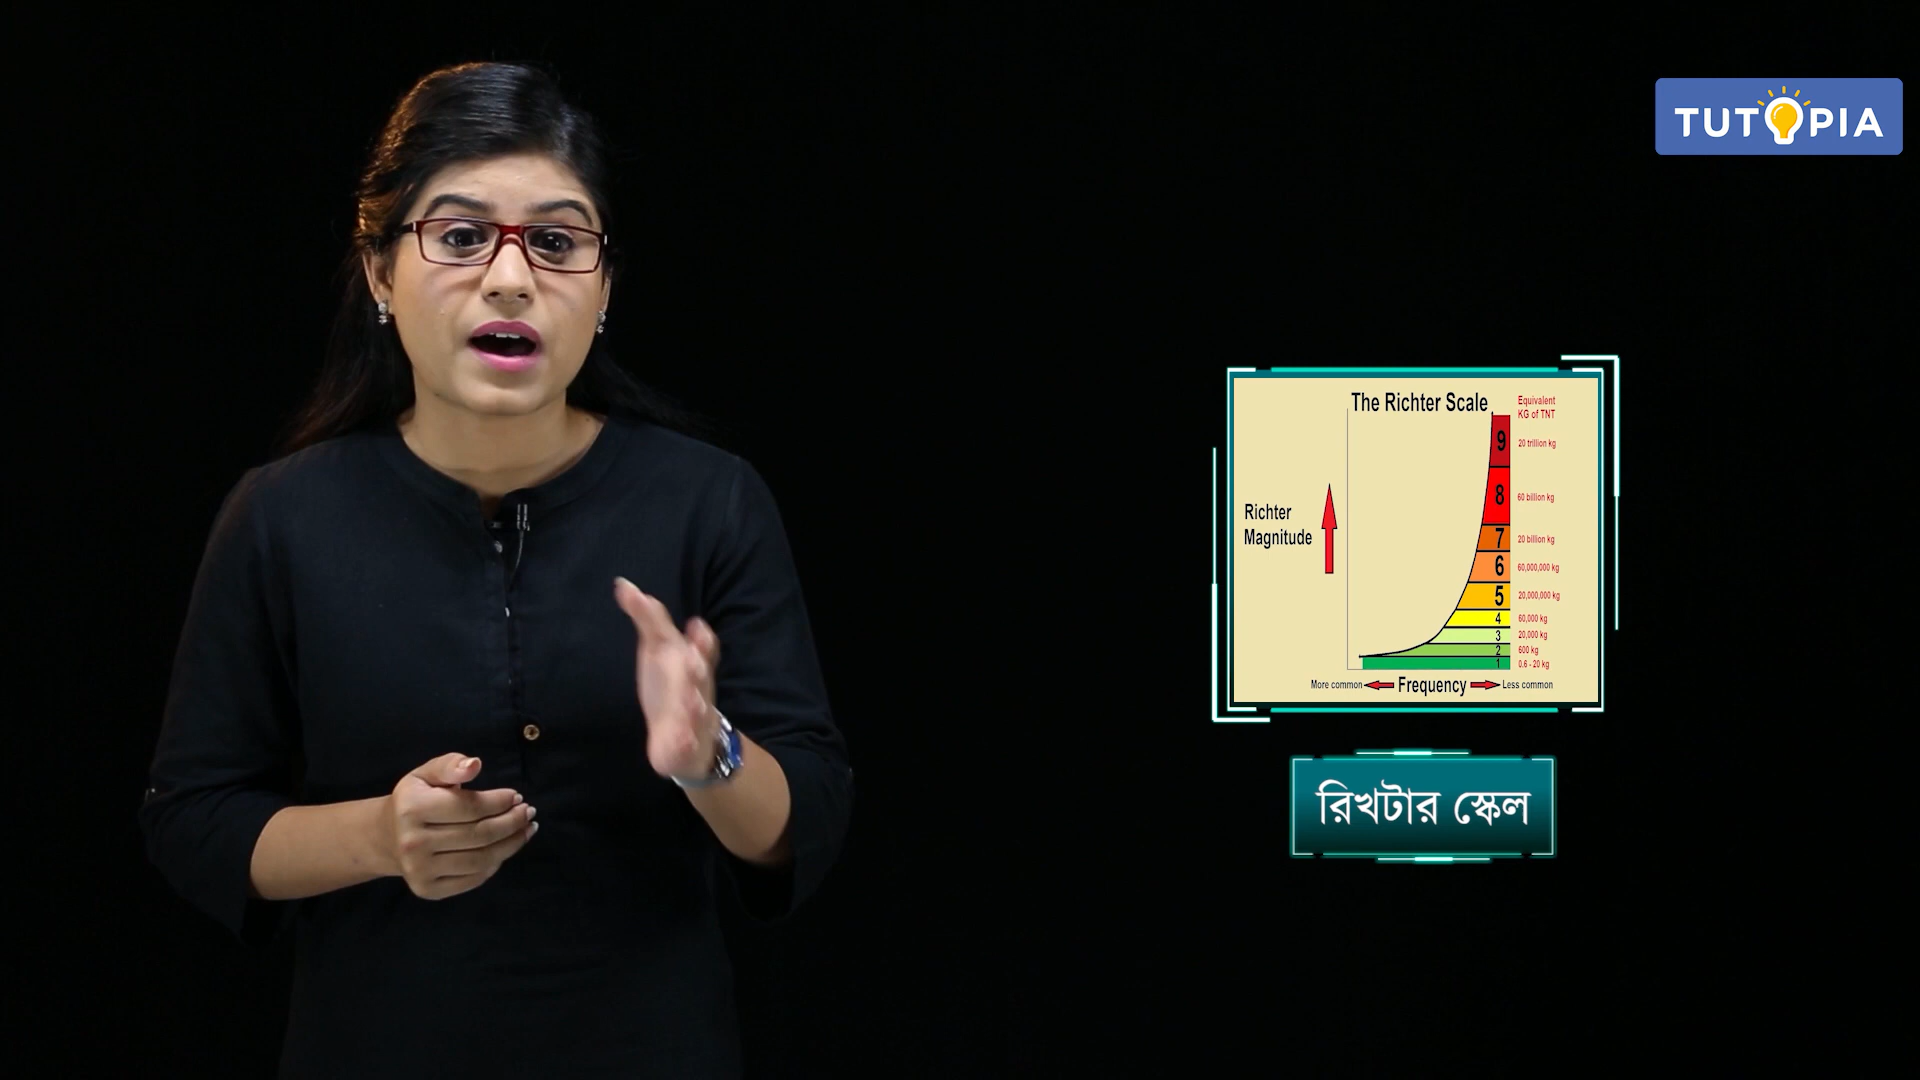 TUTOPIA
The Richter Scale
Equivalent
KG of TNT
9
20 trillion kg
8
60 billion kg
Richter
Magnitude
7
20 billion kg
6
60,000,000 kg
5
20,000,000 kg
4
60,000 kg
3
20,000 kg
2
600 kg
1
0.6 - 20 kg
More common Frequency Less common
রিখটার স্কেল